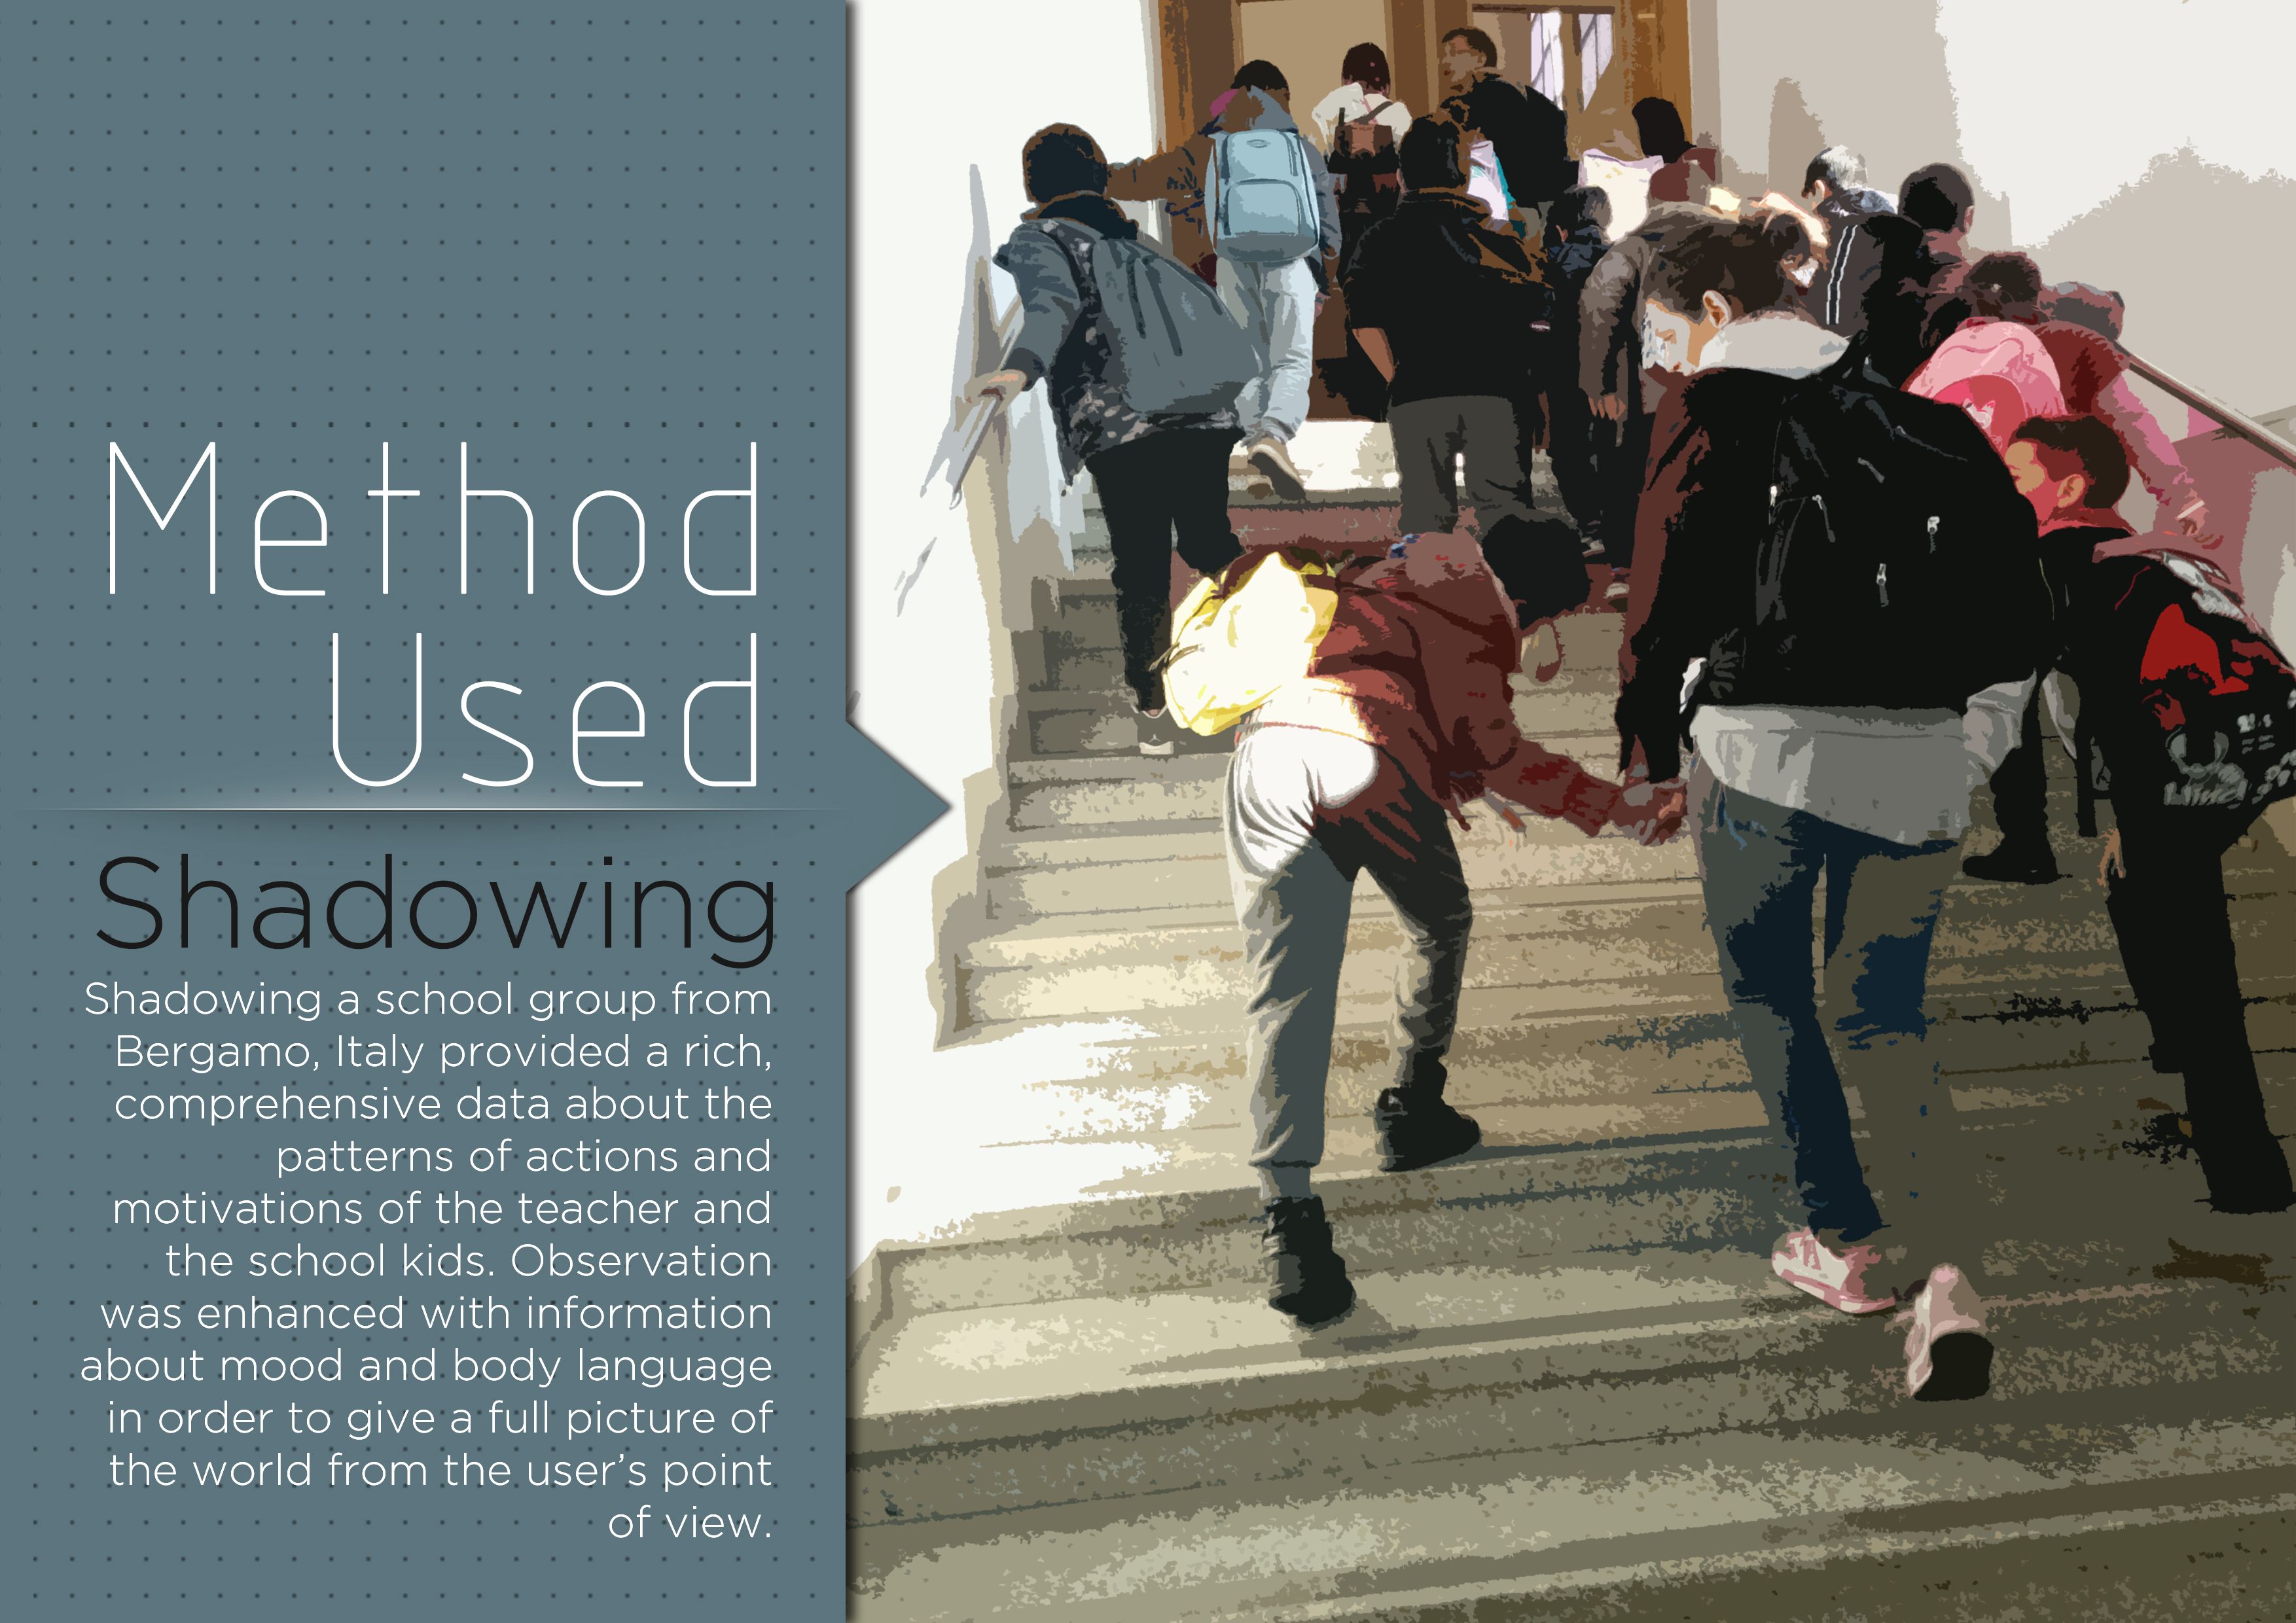 Method
Used
Shadowing
Shadowing a school group from
Bergamo, Italy provided a rich,
comprehensive data about the
patterns of actions and
motivations of the teacher and
the school kids. Observation
was enhanced with information
about mood and body language
in order to give a full picture of
the world from the user’s point
of view.